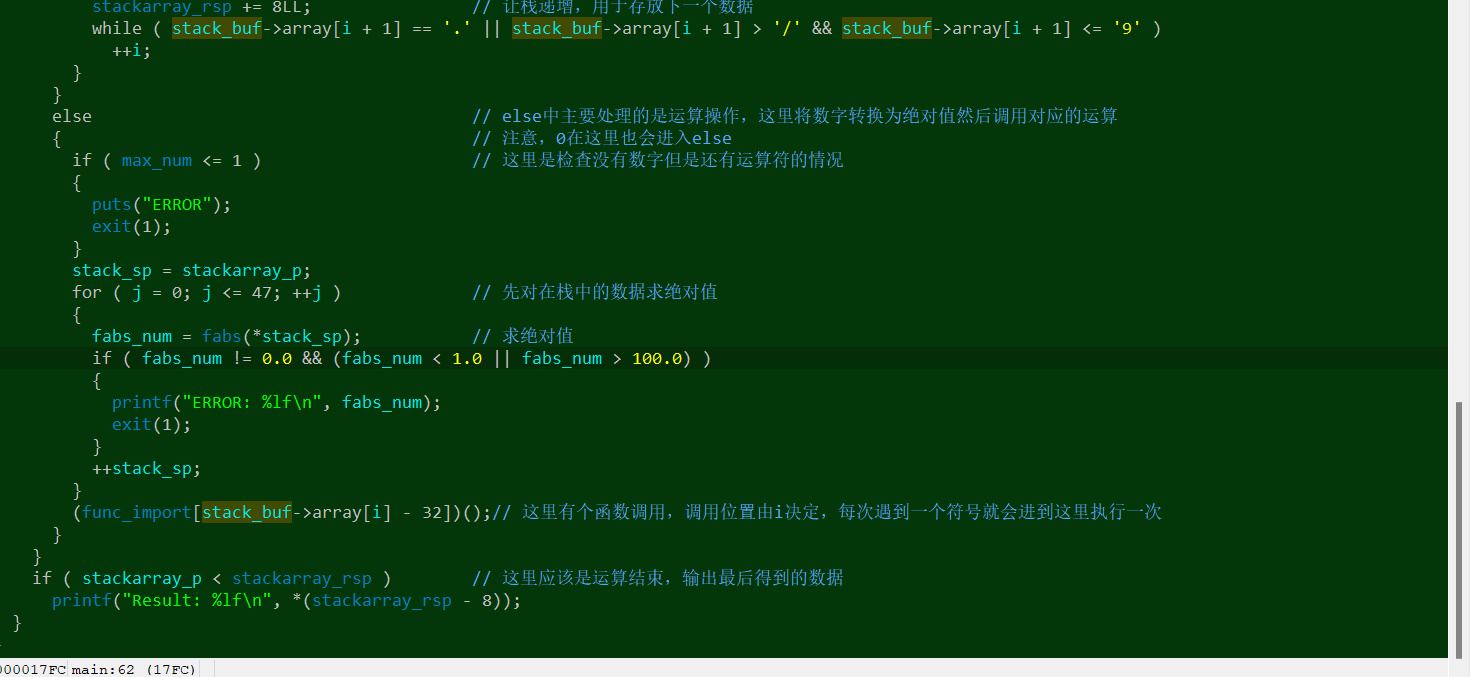 stackarray_rsp += 8LL;                // 让栈递增，用于存放下一个数据
while ( stack_buf->array[i + 1] == '.' || stack_buf->array[i + 1] > '/' && stack_buf->array[i + 1] <= '9' )
++i;
}
}
else                                      // else中主要处理的是运算操作，这里将数字转换为绝对值然后调用对应的运算
{                                         // 注意，0在这里也会进入else
if ( max_num <= 1 )                     // 这里是检查没有数字但是还有运算符的情况
{
puts("ERROR");
exit(1);
}
stack_sp = stackarray_p;
for ( j = 0; j <= 47; ++j )             // 先对在栈中的数据求绝对值
{
fabs_num = fabs(*stack_sp);           // 求绝对值
if ( fabs_num != 0.0 && (fabs_num < 1.0 || fabs_num > 100.0) )
{
printf("ERROR: %lf\n", fabs_num);
exit(1);
}
++stack_sp;
}
(func_import[stack_buf->array[i] - 32])();// 这里有个函数调用，调用位置由i决定，每次遇到一个符号就会进到这里执行一次
}
}
if ( stackarray_p < stackarray_rsp )        // 这里应该是运算结束，输出最后得到的数据
printf("Result: %lf\n", *(stackarray_rsp - 8));
}
000017FC main:62 (17FC)